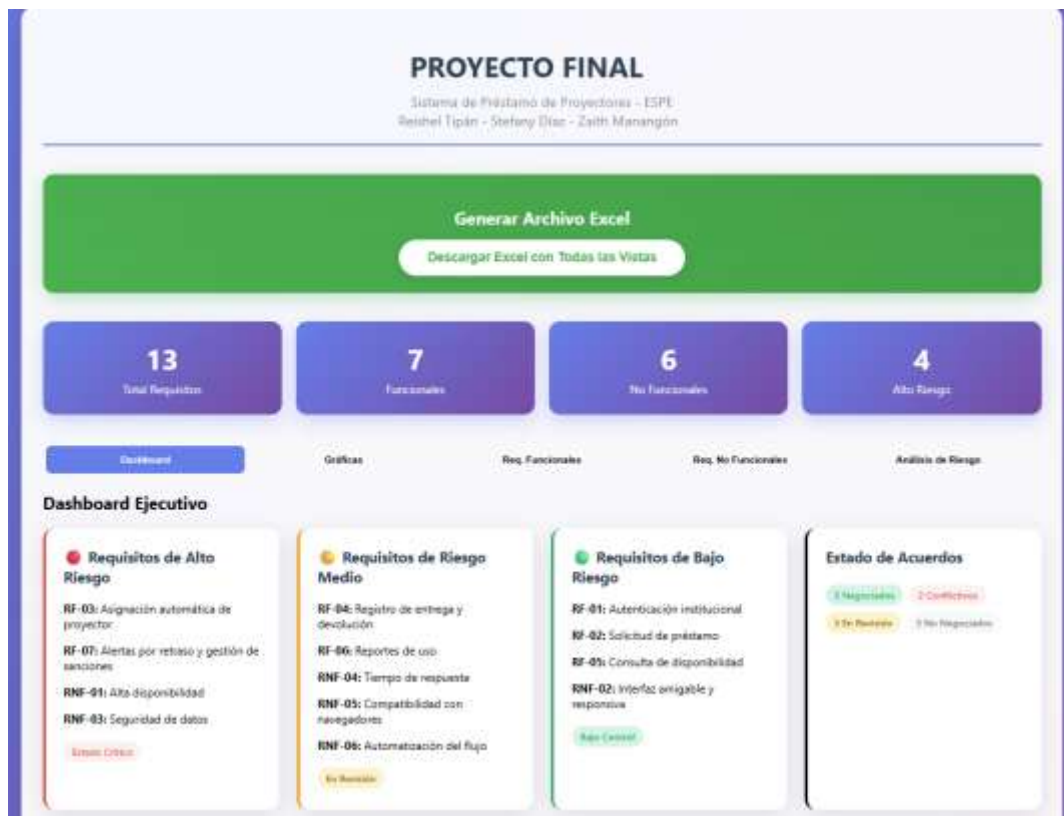 PROYECTO FINAL
Sistema de Préstamo de Proyectores - ESPE
Reishel Tipán - Stefany Díaz - Zaith Manangón
Generar Archivo Excel
Descargar Excel con Todas las Vistas
13
Total Requisitos
7
Funcionales
6
No Funcionales
4
Alto Riesgo
Dashboard
Gráficas
Req. Funcionales
Req. No Funcionales
Análisis de Riesgo
Dashboard Ejecutivo
Requisitos de Alto
Riesgo
RF-03: Asignación automática de
proyector
RF-07: Alertas por retraso y gestión de
sanciones
RNF-01: Alta disponibilidad
RNF-03: Seguridad de datos
Estado Crítico
Requisitos de Riesgo
Medio
RF-04: Registro de entrega y
devolución
RF-06: Reportes de uso
RNF-04: Tiempo de respuesta
RNF-05: Compatibilidad con
navegadores
RNF-06: Automatización del flujo
En Revisión
Requisitos de Bajo
Riesgo
RF-01: Autenticación institucional
RF-02: Solicitud de préstamo
RF-05: Consulta de disponibilidad
RNF-02: Interfaz amigable y
responsiva
Bajo Control
Estado de Acuerdos
Negociados
2 Conflictivos
En Revisión
No Negociados